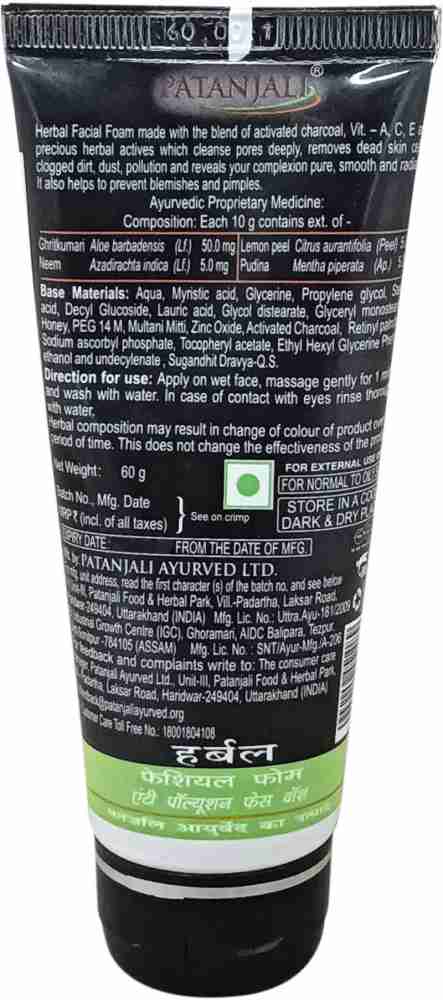 PATANJALI®
Herbal Facial Foam made with the blend of activated charcoal, Vit. – A, C, E
precious herbal actives which cleanse pores deeply, removes dead skin
clogged dirt, dust, pollution and reveals your complexion pure, smooth and
It also helps to prevent blemishes and pimples.
Ayurvedic Proprietary Medicine:
Composition: Each 10 g contains ext. of -
Ghritkumari Aloe barbadensis (Lf.) 50.0 mg Lemon peel Citrus aurantifolia (Peel)
Neem Azadirachta indica (Lf.) 5.0 mg Pudina Mentha piperata (Ap.)
Base Materials: Aqua, Myristic acid, Glycerine, Propylene glycol,
acid, Decyl Glucoside, Lauric acid, Glycol distearate, Glyceryl
Honey, PEG 14 M, Multani Mitti, Zinc Oxide, Activated Charcoal, Retinyl
Sodium ascorbyl phosphate, Tocopheryl acetate, Ethyl Hexyl Glycerine
ethanol and undecylenate, Sugandhit Dravya-Q.S.
Direction for use: Apply on wet face, massage gently for 1
and wash with water. In case of contact with eyes rinse
with water.
Herbal composition may result in change of colour of product
period of time. This does not change the effectiveness of the
Net Weight: 60 g
FOR EXTERNAL USE
FOR NORMAL TO
Batch No., Mfg. Date
MRP ₹ (incl. of all taxes) } See on crimp
STORE IN A
DARK & DRY
EXPIRY DATE: FROM THE DATE OF MFG.
by: PATANJALI AYURVED LTD.
unit address, read the first character (s) of the batch no, and see below
Patanjali Food & Herbal Park, Vill.-Padartha, Laksar Road,
-249404, Uttarakhand (INDIA) Mfg. Lic. No.: Uttra.Ayu-161/2005
Growth Centre (IGC), Ghoramari, AIDC Balipara, Tezpur,
-784105 (ASSAM) Mfg. Lic. No.: SNT/Ayur-Mfg./A-206
feedback and complaints write to: The consumer care
Patanjali Ayurved Ltd., Unit-III, Patanjali Food & Herbal Park,
Padartha, Laksar Road, Haridwar-249404, Uttarakhand (INDIA)
@patanjaliayurved.org
Customer Care Toll Free No.: 18001804108
हर्बल
फेशियल फोम
एंटी पॉल्यूशन फेस वॉश
पतंजलि आयुर्वेद का